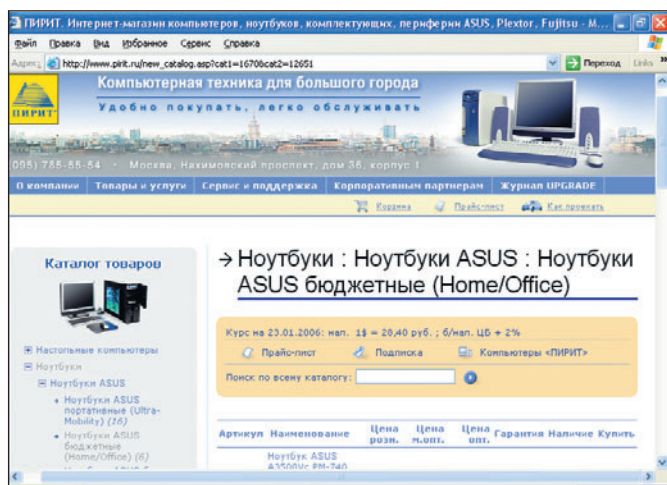 ПИРИТ. Интернет-магазин компьютеров, ноутбуков, комплектующих, периферии ASUS, Plextor, Fujitsu - M...
Файл Правка Вид Избранное Сервис Справка
Адрес: http://www.pirit.ru/new_catalog.asp?cat1=1670&cat2=12651 Переход Links »
Компьютерная техника для большого города
Удобно покупать, легко обслуживать
ПИРИТ
(095) 785-55-54 · Москва, Нахимовский проспект, дом 36, корпус 1
О компании Товары и услуги Сервис и поддержка Корпоративным партнерам Журнал UPGRADE
Корзина Прайс-лист Как проехать
Каталог товаров
Настольные компьютеры
Ноутбуки
Ноутбуки ASUS
Ноутбуки ASUS
портативные (Ultra-
Mobility) (16)
Ноутбуки ASUS
бюджетные
(Home/Office) (6)
→ Ноутбуки : Ноутбуки ASUS : Ноутбуки
ASUS бюджетные (Home/Office)
Курс на 23.01.2006: нал. 1$ = 28,40 руб. ; б/нал. ЦБ + 2%
Прайс-лист Подписка Компьютеры «ПИРИТ»
Поиск по всему каталогу:
Артикул Наименование Цена розн. Цена м.опт. Цена опт. Гарантия Наличие Купить
Ноутбук ASUS
A3500Vc PM-740